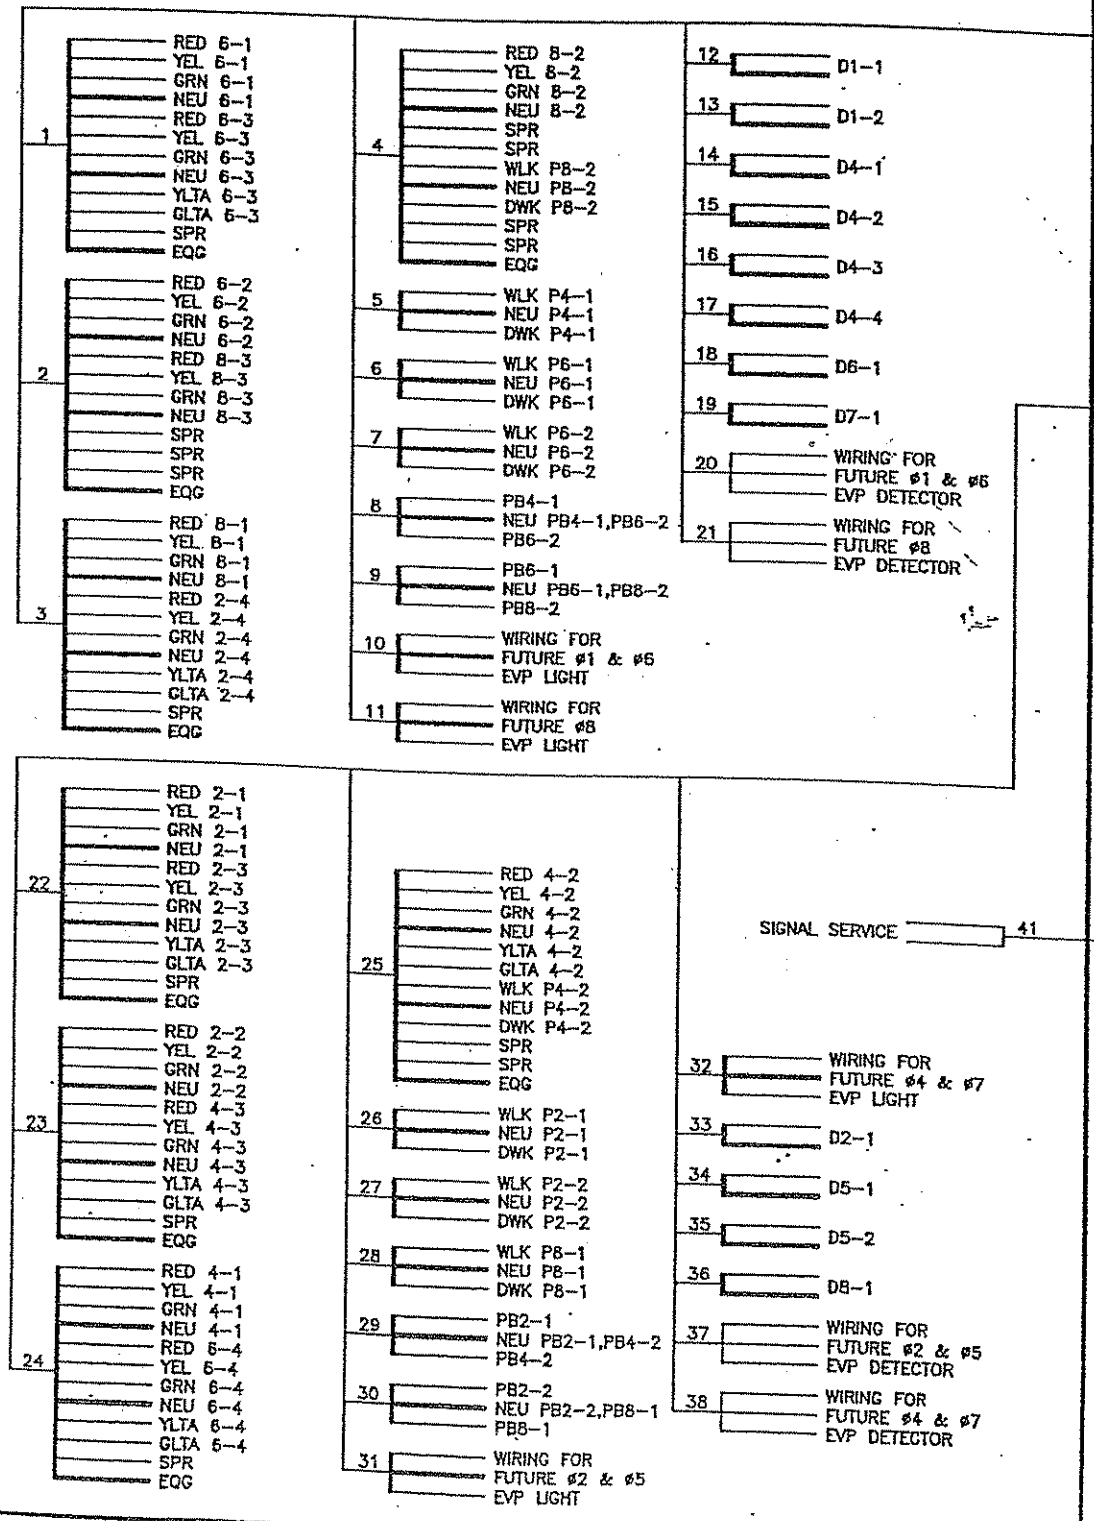 1
RED 6-1
YEL 6-1
GRN 6-1
NEU 6-1
RED 6-3
YEL 6-3
GRN 6-3
NEU 6-3
YLTA 6-3
GLTA 6-3
SPR
EQG
2
RED 6-2
YEL 6-2
GRN 6-2
NEU 6-2
RED 8-3
YEL 8-3
GRN 8-3
NEU 8-3
SPR
SPR
SPR
EQG
3
RED 8-1
YEL 8-1
GRN 8-1
NEU 8-1
RED 2-4
YEL 2-4
GRN 2-4
NEU 2-4
YLTA 2-4
GLTA 2-4
SPR
EQG
4
RED 8-2
YEL 8-2
GRN 8-2
NEU 8-2
SPR
SPR
WLK P8-2
NEU P8-2
DWK P8-2
SPR
SPR
EQG
5
WLK P4-1
NEU P4-1
DWK P4-1
6
WLK P6-1
NEU P6-1
DWK P6-1
7
WLK P6-2
NEU P6-2
DWK P6-2
8
PB4-1
NEU PB4-1,PB6-2
PB6-2
9
PB6-1
NEU PB6-1,PB8-2
PB8-2
10
WIRING FOR
FUTURE ø1 & ø6
EVP LIGHT
11
WIRING FOR
FUTURE ø8
EVP LIGHT
12 D1-1
13 D1-2
14 D4-1
15 D4-2
16 D4-3
17 D4-4
18 D6-1
19 D7-1
20
WIRING FOR
FUTURE ø1 & ø6
EVP DETECTOR
21
WIRING FOR
FUTURE ø8
EVP DETECTOR
22
RED 2-1
YEL 2-1
GRN 2-1
NEU 2-1
RED 2-3
YEL 2-3
GRN 2-3
NEU 2-3
YLTA 2-3
GLTA 2-3
SPR
EQG
23
RED 2-2
YEL 2-2
GRN 2-2
NEU 2-2
RED 4-3
YEL 4-3
GRN 4-3
NEU 4-3
YLTA 4-3
GLTA 4-3
SPR
EQG
24
RED 4-1
YEL 4-1
GRN 4-1
NEU 4-1
RED 6-4
YEL 6-4
GRN 6-4
NEU 6-4
YLTA 6-4
GLTA 6-4
SPR
EQG
25
RED 4-2
YEL 4-2
GRN 4-2
NEU 4-2
YLTA 4-2
GLTA 4-2
WLK P4-2
NEU P4-2
DWK P4-2
SPR
SPR
EQG
26
WLK P2-1
NEU P2-1
DWK P2-1
27
WLK P2-2
NEU P2-2
DWK P2-2
28
WLK P8-1
NEU P8-1
DWK P8-1
29
PB2-1
NEU PB2-1,PB4-2
PB4-2
30
PB2-2
NEU PB2-2,PB8-1
PB8-1
31
WIRING FOR
FUTURE ø2 & ø5
EVP LIGHT
SIGNAL SERVICE 41
32
WIRING FOR
FUTURE ø4 & ø7
EVP LIGHT
33 D2-1
34 D5-1
35 D5-2
36 D8-1
37
WIRING FOR
FUTURE ø2 & ø5
EVP DETECTOR
38
WIRING FOR
FUTURE ø4 & ø7
EVP DETECTOR